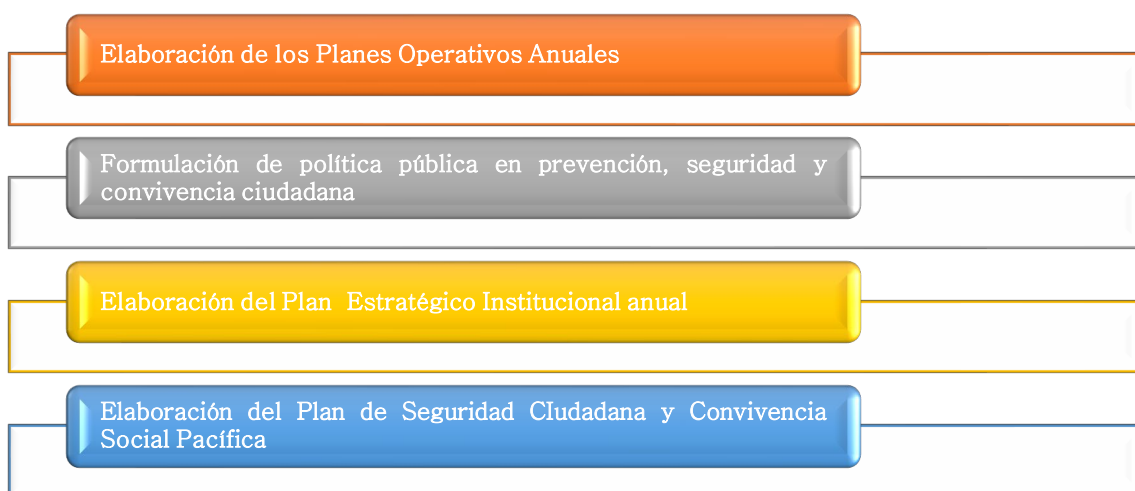 Elaboración de los Planes Operativos Anuales
Formulación de política pública en prevención, seguridad y
convivencia ciudadana
Elaboración del Plan  Estratégico Institucional anual
Elaboración del Plan de Seguridad CIudadana y Convivencia
Social Pacífica